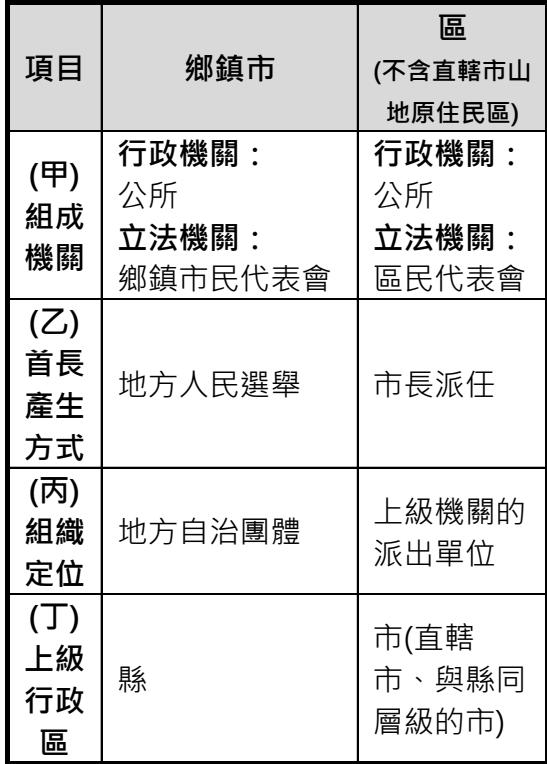 項目
鄉鎮市
區
(不含直轄市山
地原住民區)
(甲)
組成
機關
行政機關：
公所
立法機關：
鄉鎮市民代表會
行政機關：
公所
立法機關：
區民代表會
(乙)
首長
產生
方式
地方人民選舉
市長派任
(丙)
組織
定位
地方自治團體
上級機關的
派出單位
(丁)
上級
行政
區
縣
市(直轄
市、與縣同
層級的市)